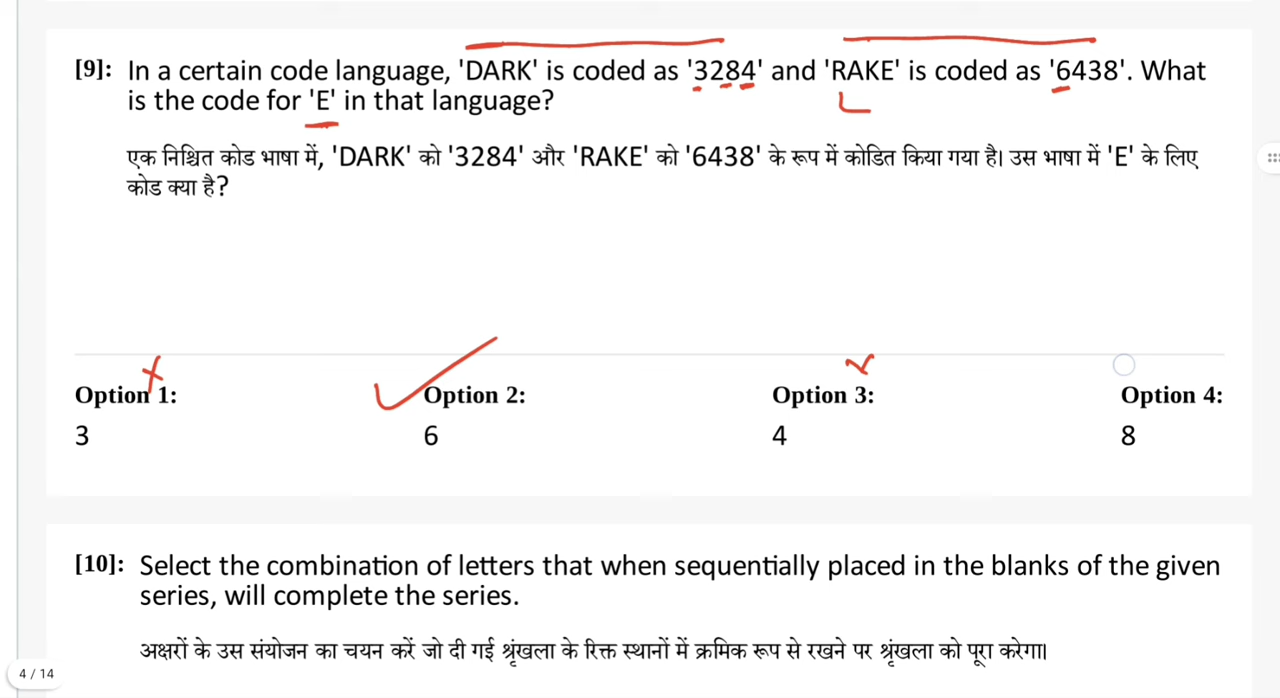 [9]: In a certain code language, 'DARK' is coded as '3284' and 'RAKE' is coded as '6438'. What
is the code for 'E' in that language?
एक निश्चित कोड भाषा में, 'DARK' को '3284' और 'RAKE' को '6438' के रूप में कोडित किया गया है। उस भाषा में 'E' के लिए
कोड क्या है?
Option 1: Option 2: Option 3: Option 4:
3 6 4 8
[10]: Select the combination of letters that when sequentially placed in the blanks of the given
series, will complete the series.
अक्षरों के उस संयोजन का चयन करें जो दी गई श्रृंखला के रिक्त स्थानों में क्रमिक रूप से रखने पर श्रृंखला को पूरा करेगा।
4 / 14